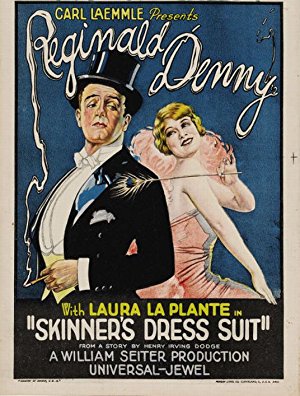 CARL LAEMMLE Presents
Reginald
Denny
With LAURA LA PLANTE in
"SKINNER'S DRESS SUIT"
FROM A STORY BY HENRY IRVING DODGE
A WILLIAM SEITER PRODUCTION
UNIVERSAL-JEWEL